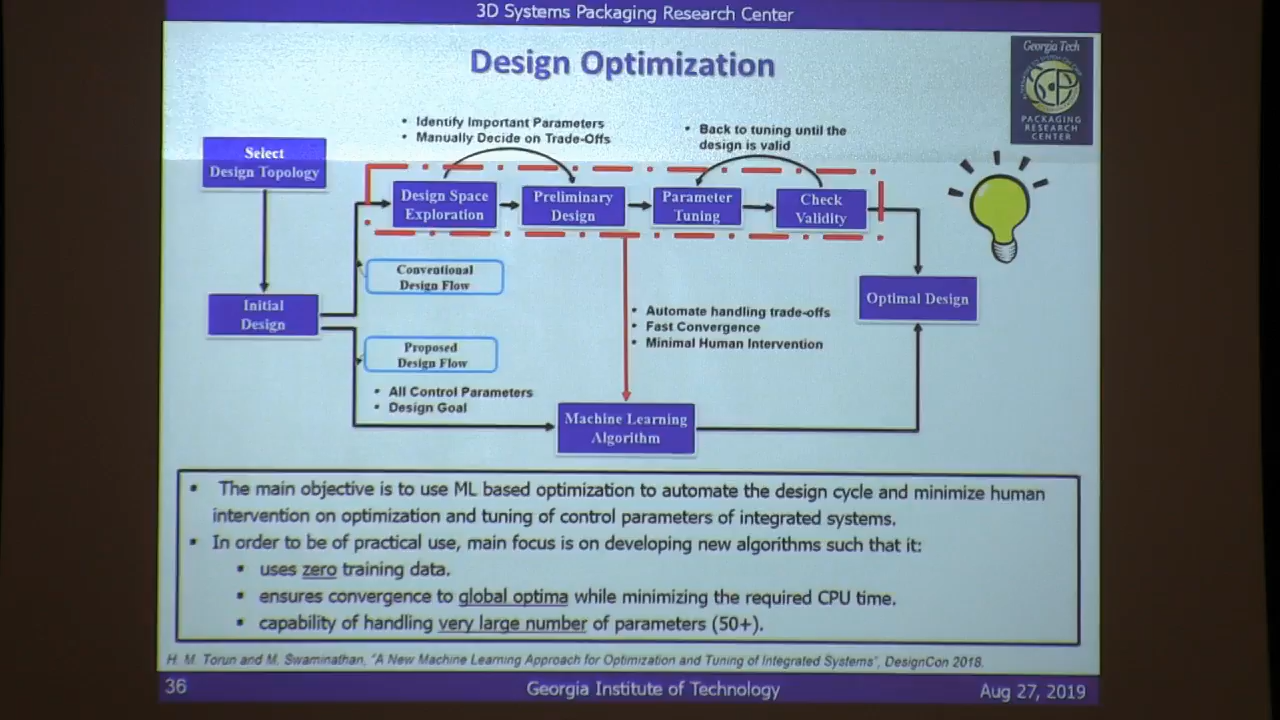 3D Systems Packaging Research Center
Design Optimization
Georgia Tech
PACKAGING
RESEARCH
CENTER
• Identify Important Parameters
• Manually Decide on Trade-Offs
• Back to tuning until the
design is valid
Select
Design Topology
Design Space
Exploration
Preliminary
Design
Parameter
Tuning
Check
Validity
Conventional
Design Flow
Initial
Design
Optimal Design
• Automate handling trade-offs
• Fast Convergence
• Minimal Human Intervention
Proposed
Design Flow
• All Control Parameters
• Design Goal
Machine Learning
Algorithm
• The main objective is to use ML based optimization to automate the design cycle and minimize human
intervention on optimization and tuning of control parameters of integrated systems.
• In order to be of practical use, main focus is on developing new algorithms such that it:
• uses zero training data.
• ensures convergence to global optima while minimizing the required CPU time.
• capability of handling very large number of parameters (50+).
H. M. Torun and M. Swaminathan, "A New Machine Learning Approach for Optimization and Tuning of Integrated Systems", DesignCon 2018.
36
Georgia Institute of Technology
Aug 27, 2019